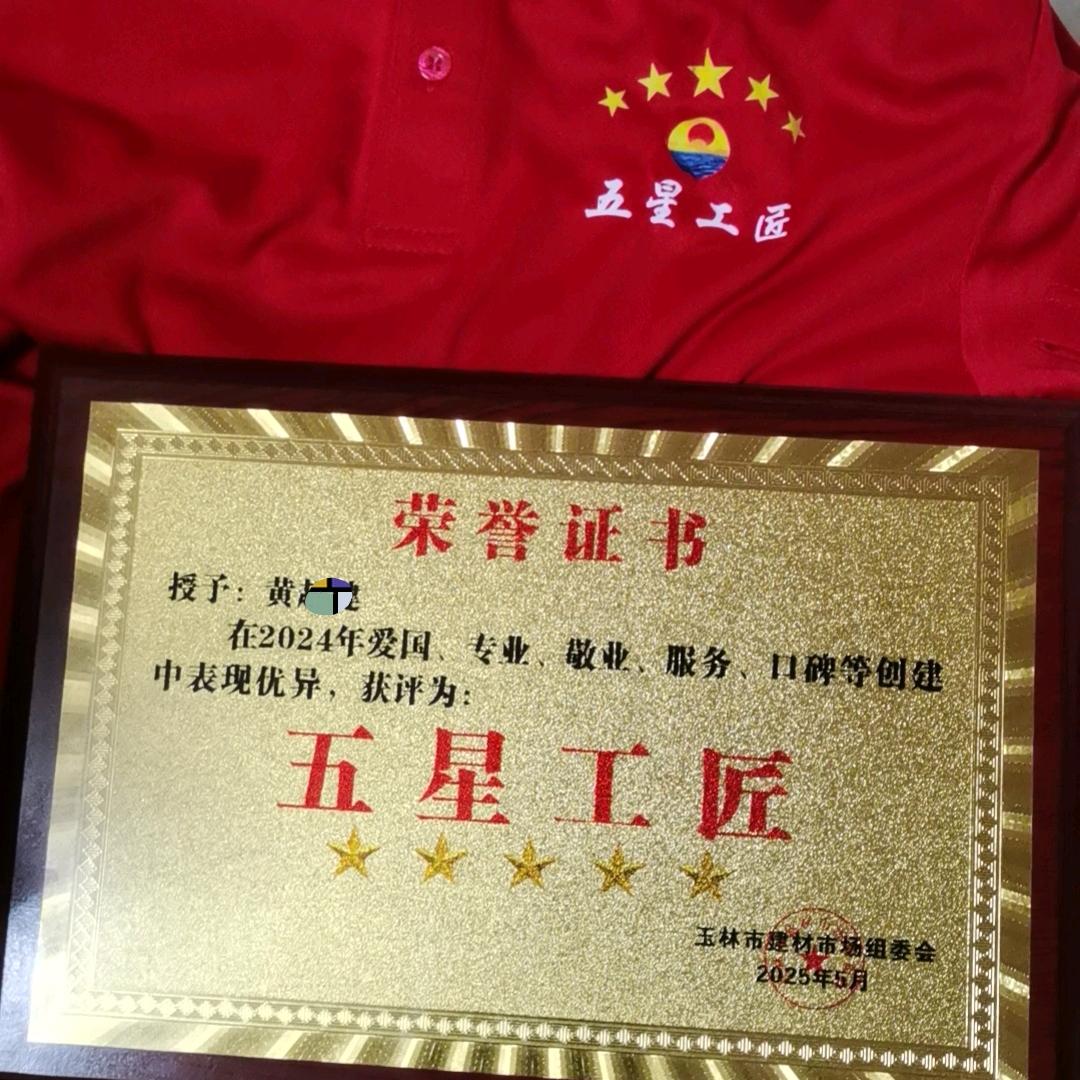 五星工匠
荣誉证书
授予：黄
在2024年爱国、专业、敬业、服务、口碑等创建
中表现优异，获评为：
五星工匠
玉林市建材市场组委会
2025年5月